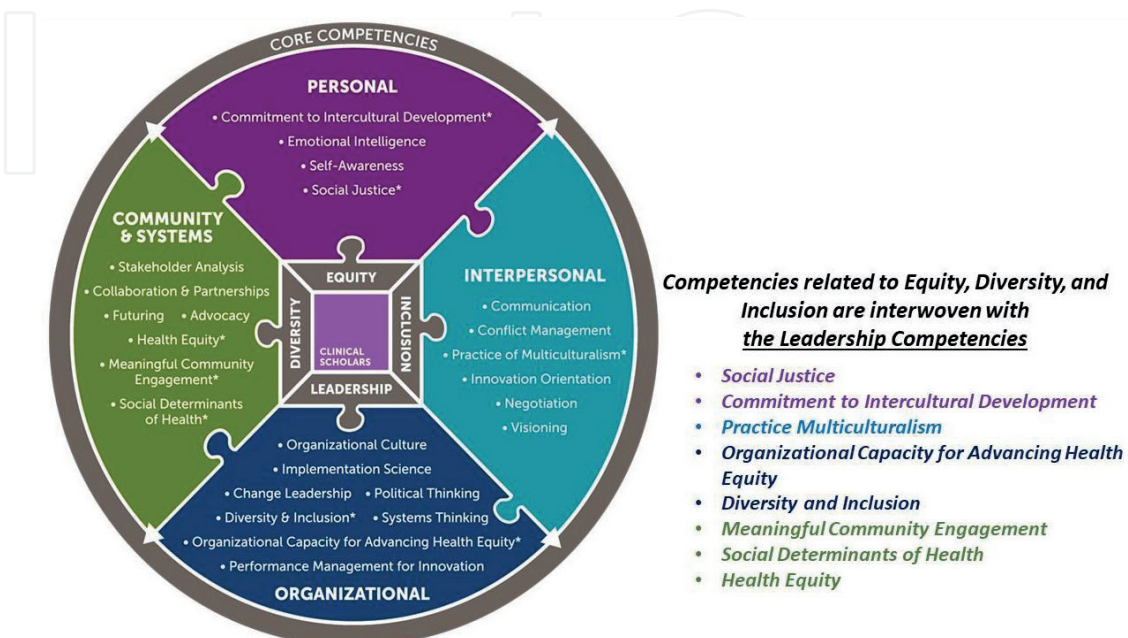 CORE COMPETENCIES
PERSONAL
• Commitment to Intercultural Development*
• Emotional Intelligence
• Self-Awareness
• Social Justice*
COMMUNITY
& SYSTEMS
• Stakeholder Analysis
• Collaboration & Partnerships
• Futuring • Advocacy
• Health Equity*
• Meaningful Community
Engagement*
• Social Determinants
of Health*
EQUITY
DIVERSITY
INCLUSION
CLINICAL
SCHOLARS
LEADERSHIP
INTERPERSONAL
• Communication
• Conflict Management
• Practice of Multiculturalism*
• Innovation Orientation
• Negotiation
• Visioning
• Organizational Culture
• Implementation Science
• Change Leadership • Political Thinking
• Diversity & Inclusion* • Systems Thinking
• Organizational Capacity for Advancing Health Equity*
• Performance Management for Innovation
ORGANIZATIONAL
Competencies related to Equity, Diversity, and
Inclusion are interwoven with
the Leadership Competencies
• Social Justice
• Commitment to Intercultural Development
• Practice Multiculturalism
• Organizational Capacity for Advancing Health
Equity
• Diversity and Inclusion
• Meaningful Community Engagement
• Social Determinants of Health
• Health Equity